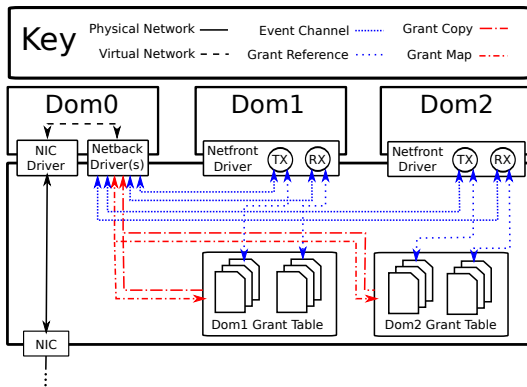 Key
Physical Network
Virtual Network
Event Channel
Grant Reference
Grant Copy
Grant Map
Dom0
Dom1
Dom2
NIC
Driver
Netback
Driver(s)
Netfront
Driver
TX
RX
Netfront
Driver
TX
RX
Dom1 Grant Table
Dom2 Grant Table
NIC